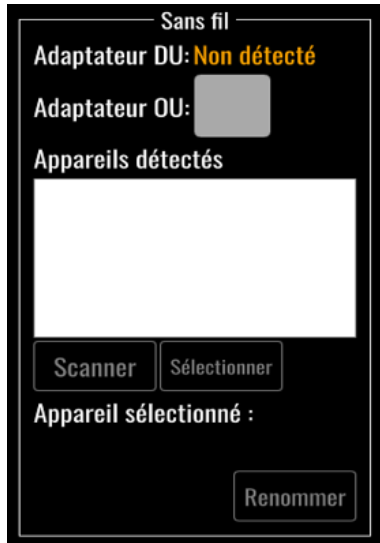 Sans fil
Adaptateur DU: Non détecté
Adaptateur OU:
Appareils détectés
Scanner Sélectionner
Appareil sélectionné :
Renommer